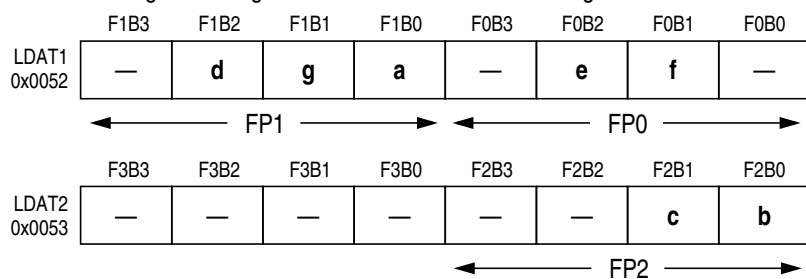 F1B3 F1B2 F1B1 F1B0 F0B3 F0B2 F0B1 F0B0
LDAT1
0x0052
— d g a — e f —
FP1 FP0
F3B3 F3B2 F3B1 F3B0 F2B3 F2B2 F2B1 F2B0
LDAT2
0x0053
— — — — — — c b
FP2